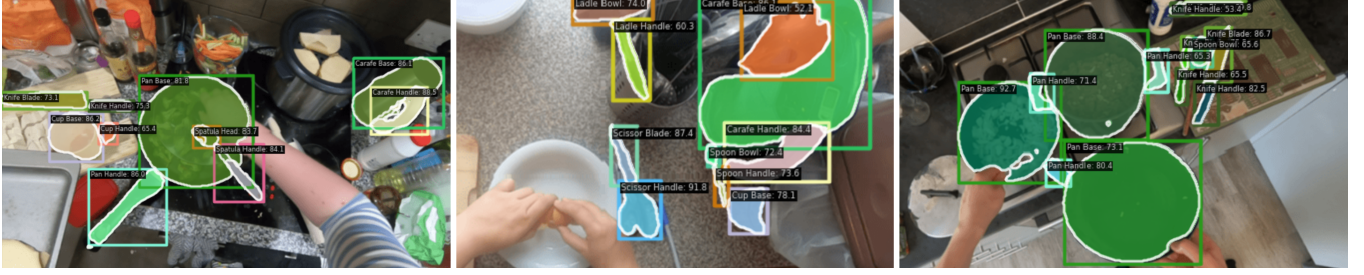 Pan Base: 81.8
Knife Blade: 73.1
Knife Handle: 75.3
Cup Base: 86.2
Cup Handle: 65.4
Spatula Head: 83.7
Spatula Handle: 84.1
Pan Handle: 86.0
Carafe Base: 86.1
Carafe Handle: 88.5
Ladle Bowl: 74.0
Carafe Base: 86.1
Ladle Bowl: 52.1
Ladle Handle: 60.3
Scissor Blade: 87.4
Carafe Handle: 84.4
Spoon Bowl: 72.4
Spoon Handle: 73.6
Scissor Handle: 91.8
Cup Base: 78.1
Knife Handle: 53.4
Pan Base: 88.4
Knife Blade: 86.7
Spoon Bowl: 65.6
Pan Handle: 65.3
Pan Handle: 71.4
Knife Handle: 65.5
Pan Base: 92.7
Knife Handle: 82.5
Pan Base: 73.1
Pan Handle: 80.4